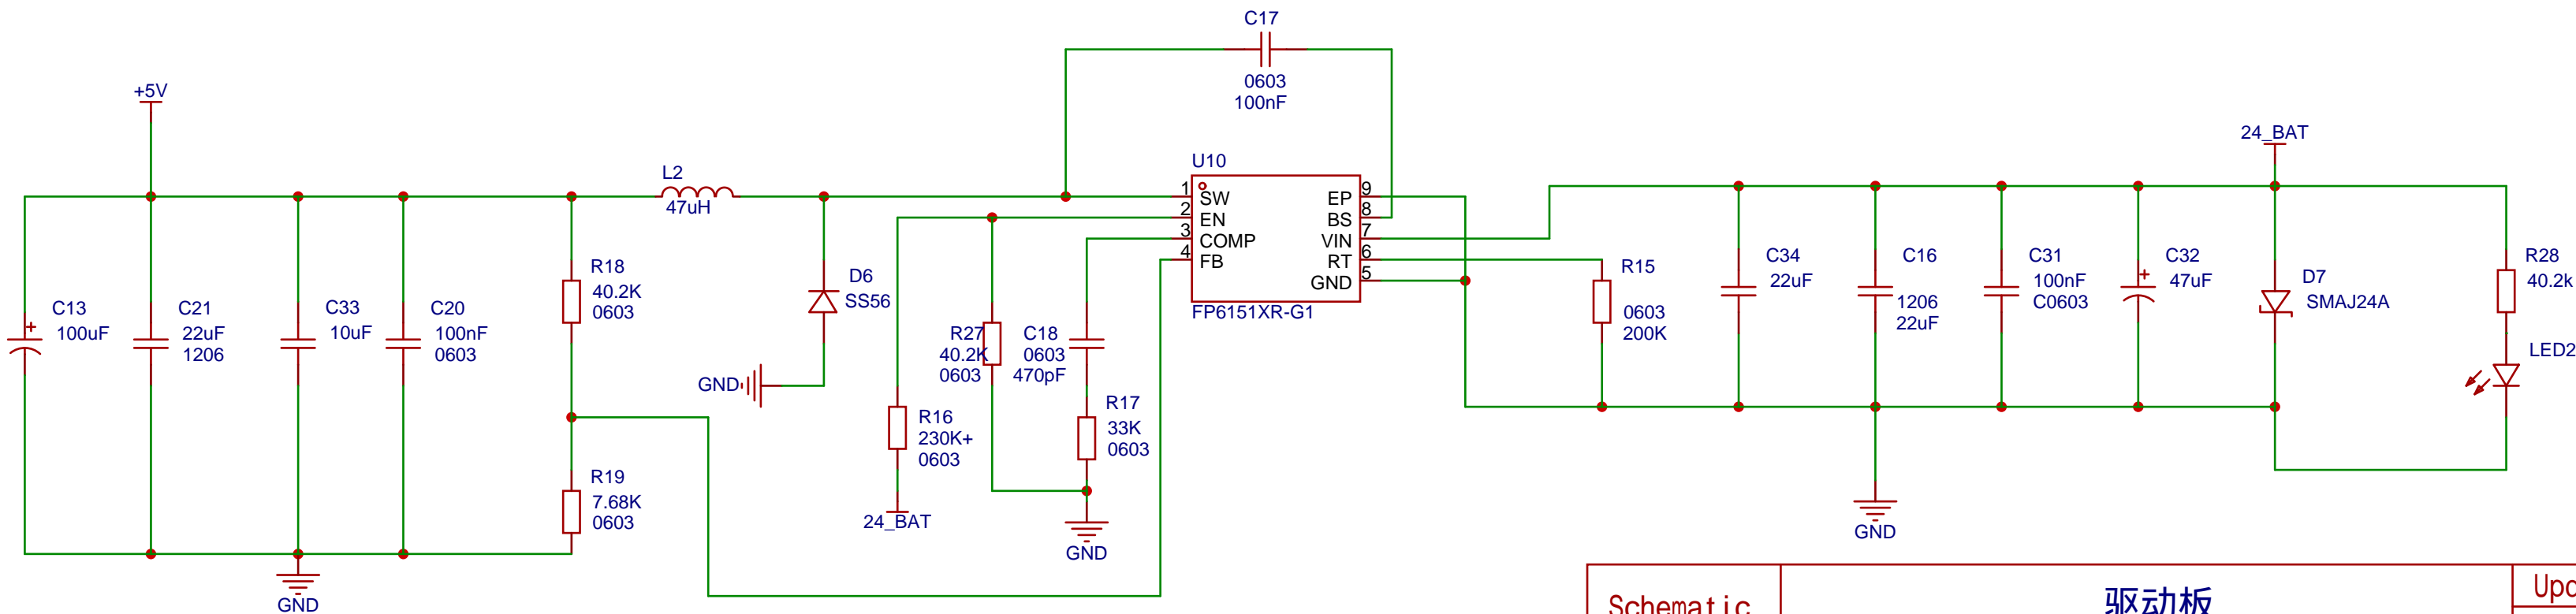 C17
0603
100nF
+5V
24_BAT
U10
L2
47uH
1
SW
2
EN
3
COMP
4
FB
9
EP
8
BS
7
VIN
6
RT
5
GND
FP6151XR-G1
C13
100uF
C21
22uF
1206
C33
10uF
C20
100nF
0603
R18
40.2K
0603
D6
SS56
GND
R27
40.2K
0603
C18
0603
470pF
R15
0603
200K
C34
22uF
C16
1206
22uF
C31
100nF
C0603
C32
47uF
D7
SMAJ24A
R28
40.2k
LED2
R16
230K+
0603
24_BAT
R17
33K
0603
R19
7.68K
0603
GND
GND
GND
Schematic
驱动板